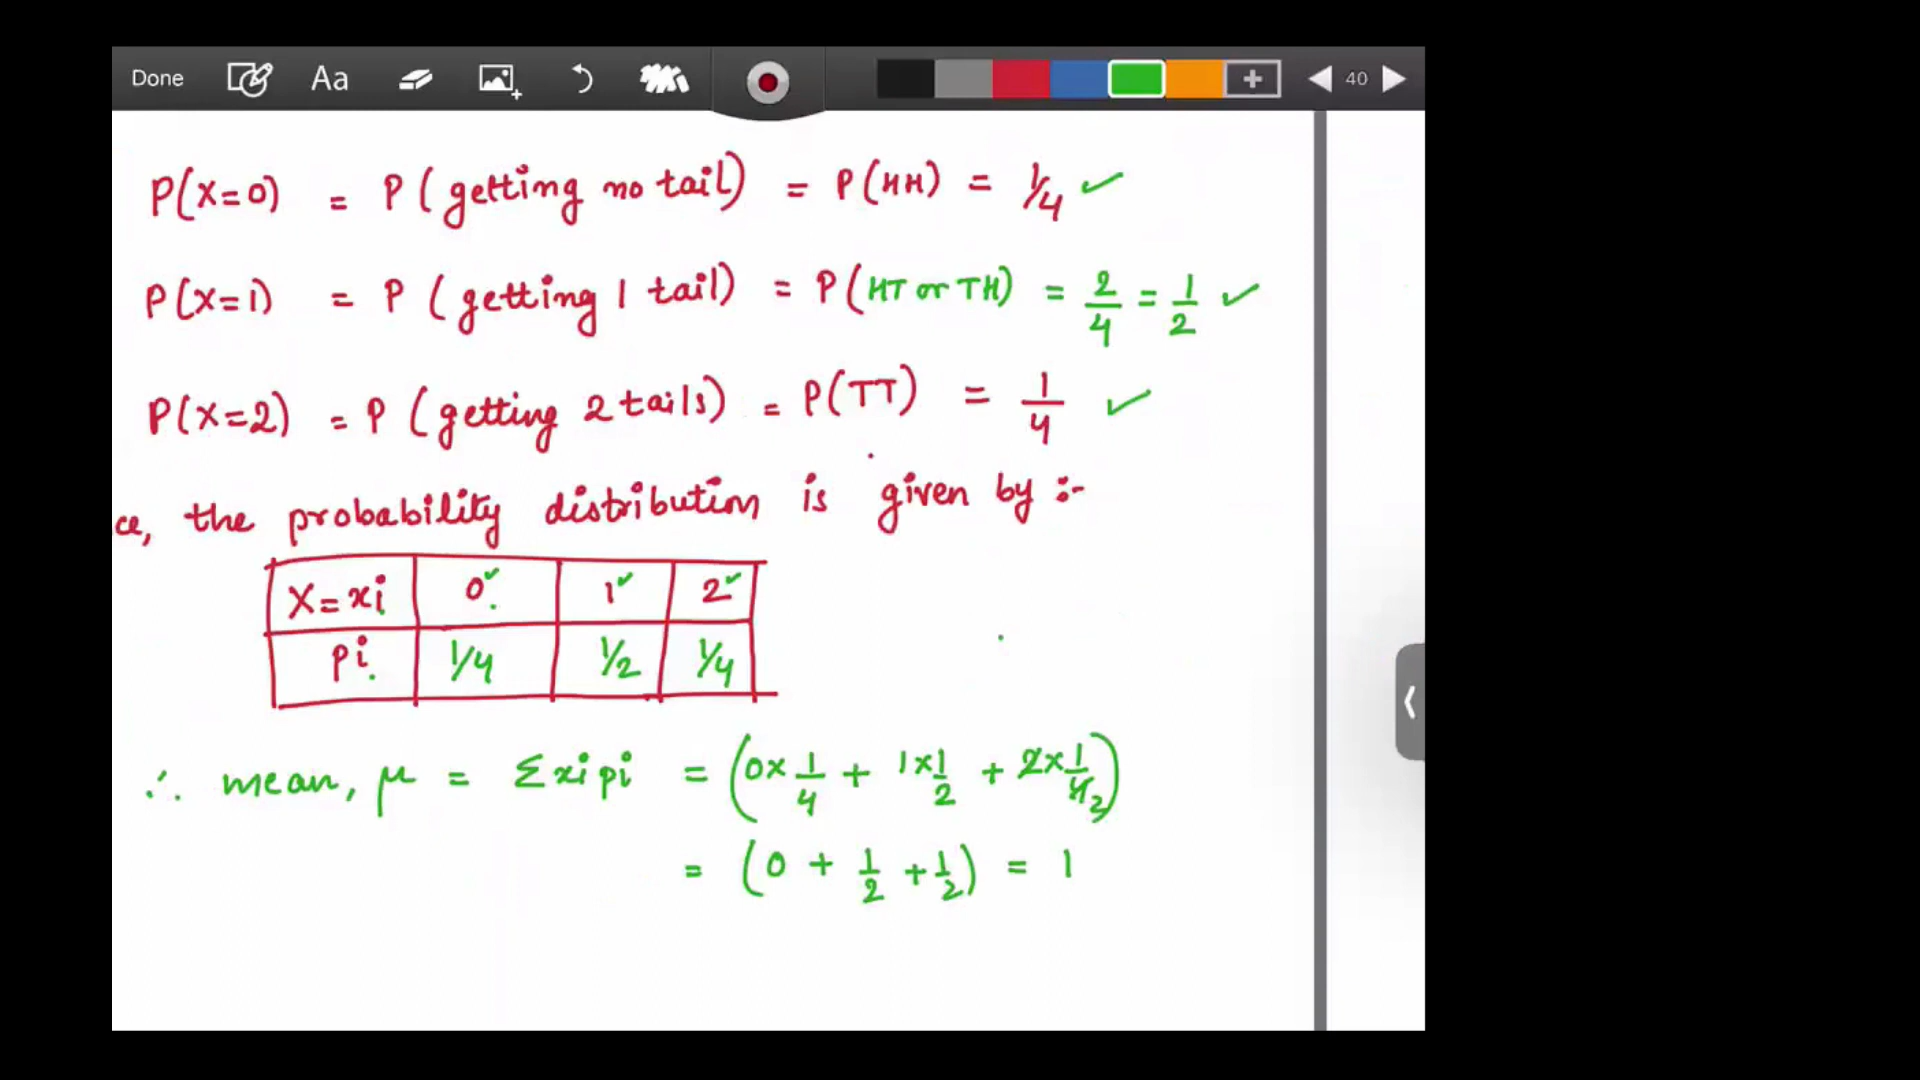 Done Aa 40
P(X=0) = P (getting no tail) = P(HH) = 1/4 ✓
P(X=1) = P (getting 1 tail) = P(HT or TH) = 2/4 = 1/2 ✓
P(X=2) = P (getting 2 tails) = P(TT) = 1/4 ✓
ce, the probability distribution is given by :-
X=xi 0✓ 1✓ 2✓
pi 1/4 1/2 1/4
∴ mean, μ = Σxipi = (0×1/4 + 1×1/2 + 2×1/4 2)
= (0 + 1/2 + 1/2) = 1